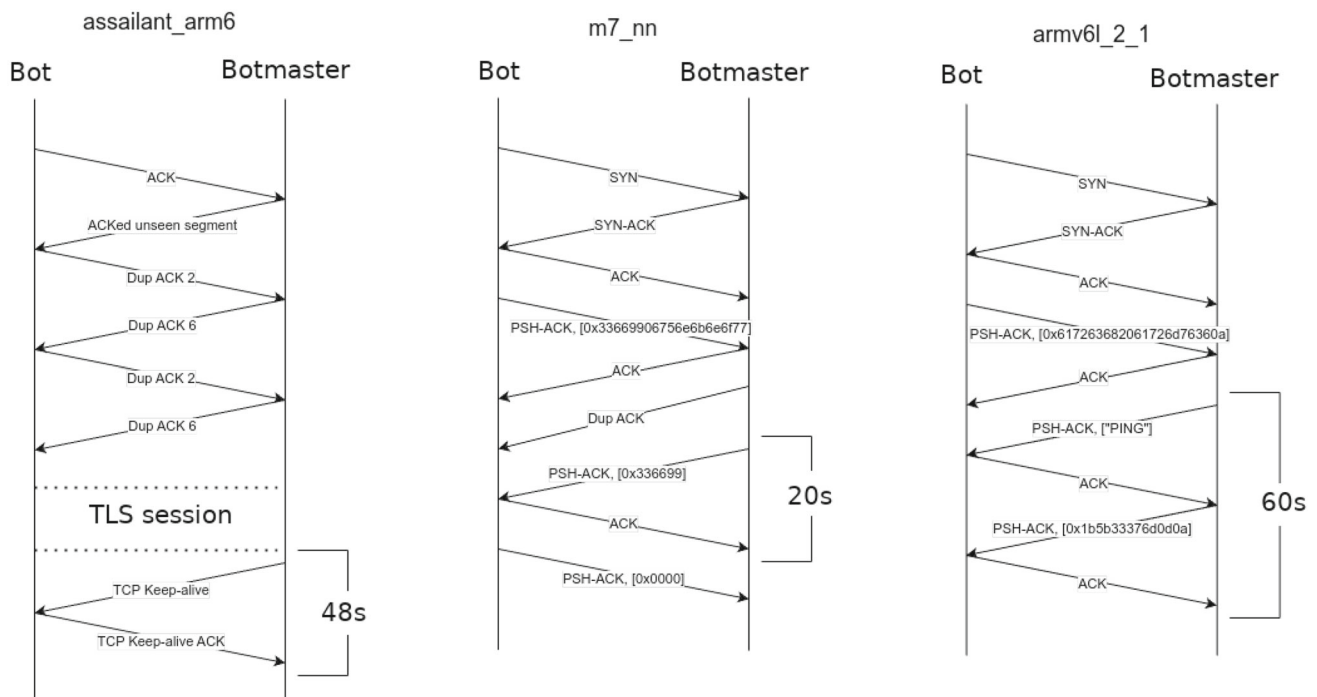 assailant_arm6
Bot
Botmaster
ACK
ACKed unseen segment
Dup ACK 2
Dup ACK 6
Dup ACK 2
Dup ACK 6
TLS session
TCP Keep-alive
TCP Keep-alive ACK
48s
m7_nn
Bot
Botmaster
SYN
SYN-ACK
ACK
PSH-ACK, [0x33669906756e6b6e6f77]
ACK
Dup ACK
PSH-ACK, [0x336699]
ACK
PSH-ACK, [0x0000]
20s
armv6l_2_1
Bot
Botmaster
SYN
SYN-ACK
ACK
PSH-ACK, [0x617263682061726d76360a]
ACK
PSH-ACK, ["PING"]
ACK
PSH-ACK, [0x1b5b33376d0d0a]
ACK
60s